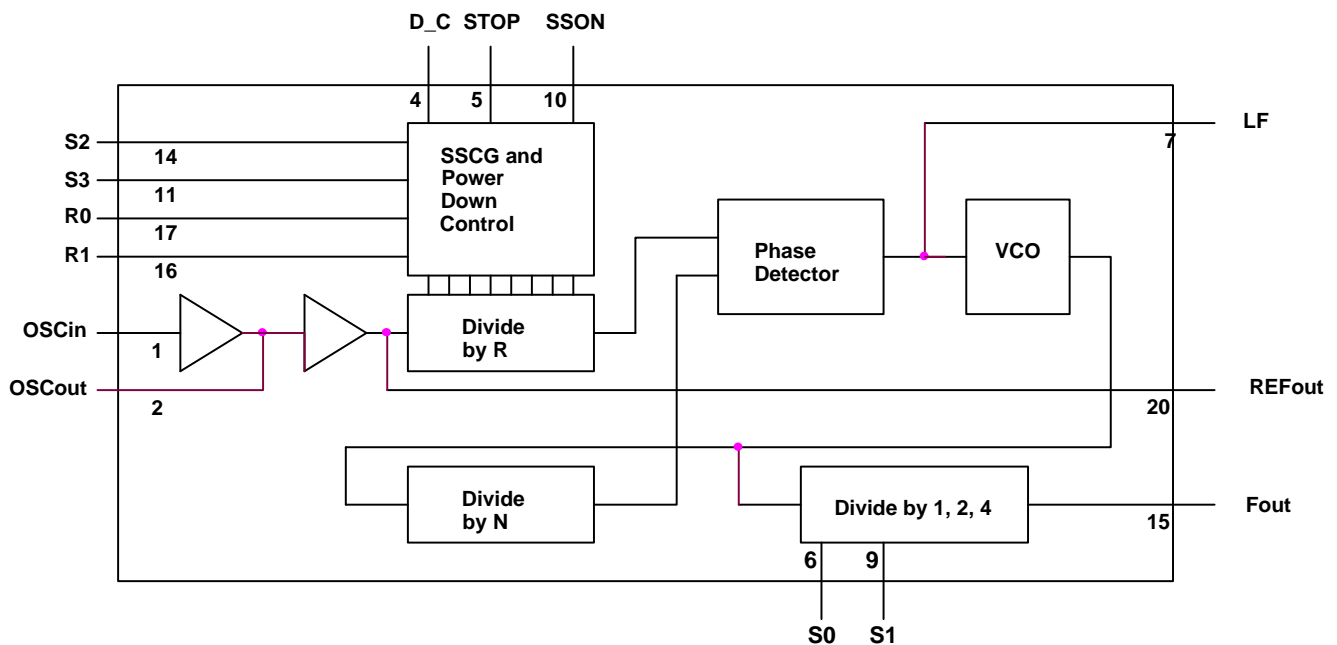 D_C STOP SSON
4 5 10
LF
7
S2
14
S3
11
R0
17
R1
16
SSCG and
Power
Down
Control
Phase
Detector
VCO
OSCin
1
Divide
by R
OSCout
2
REFout
20
Divide
by N
Divide by 1, 2, 4
Fout
15
6 9
S0 S1